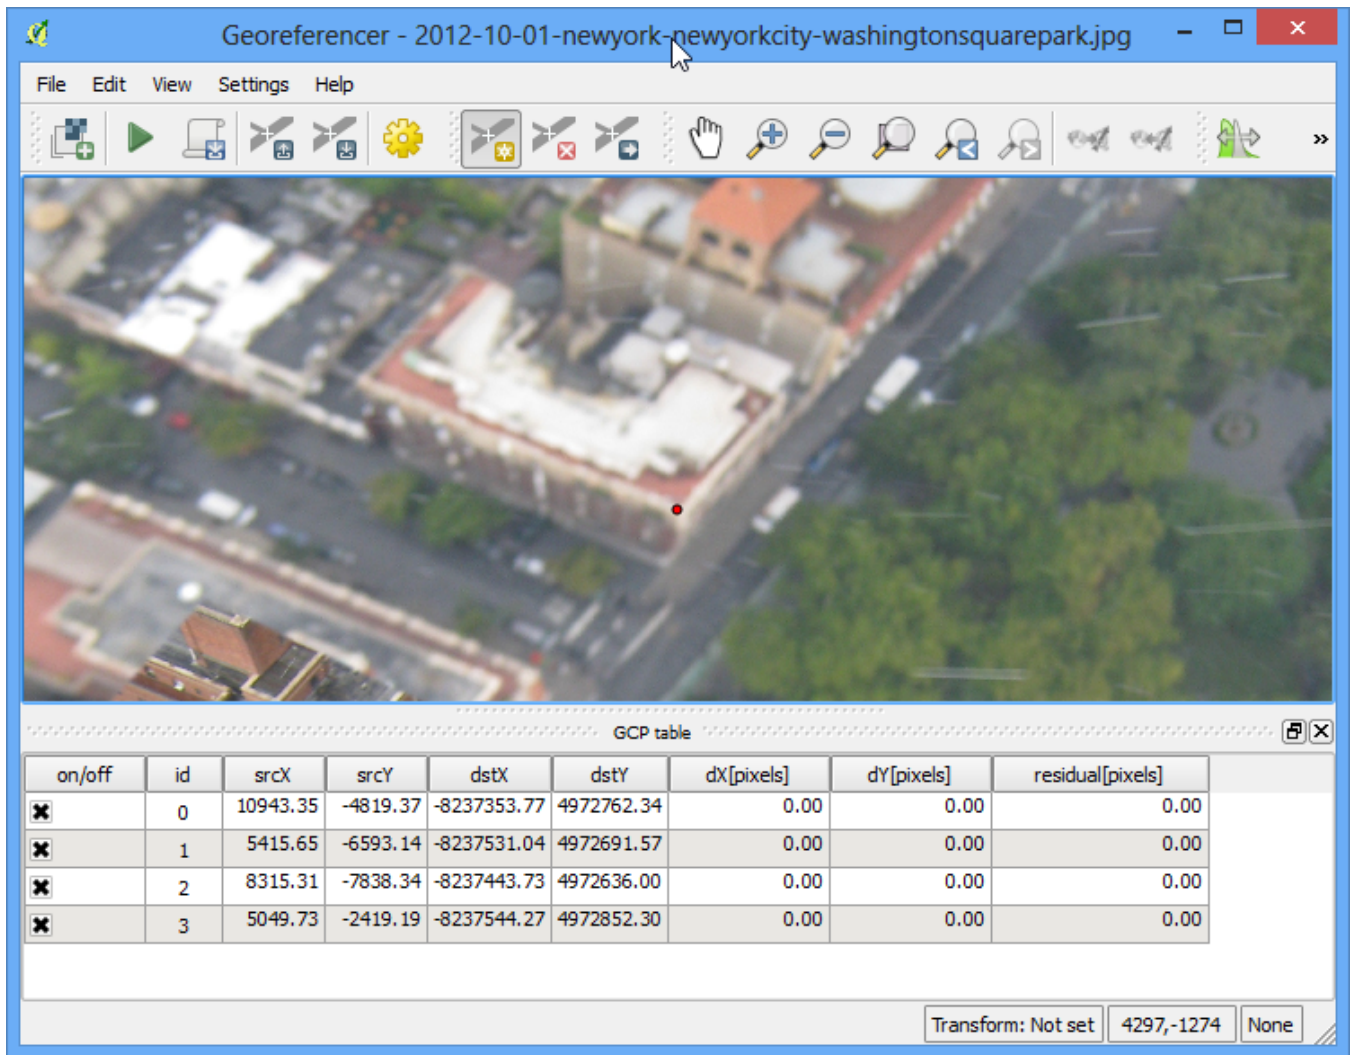 Georeferencer - 2012-10-01-newyork-newyorkcity-washingtonsquarepark.jpg
File Edit View Settings Help
»
GCP table
on/off id srcX srcY dstX dstY dX[pixels] dY[pixels] residual[pixels]
0 10943.35 -4819.37 -8237353.77 4972762.34 0.00 0.00 0.00
1 5415.65 -6593.14 -8237531.04 4972691.57 0.00 0.00 0.00
2 8315.31 -7838.34 -8237443.73 4972636.00 0.00 0.00 0.00
3 5049.73 -2419.19 -8237544.27 4972852.30 0.00 0.00 0.00
Transform: Not set 4297,-1274 None